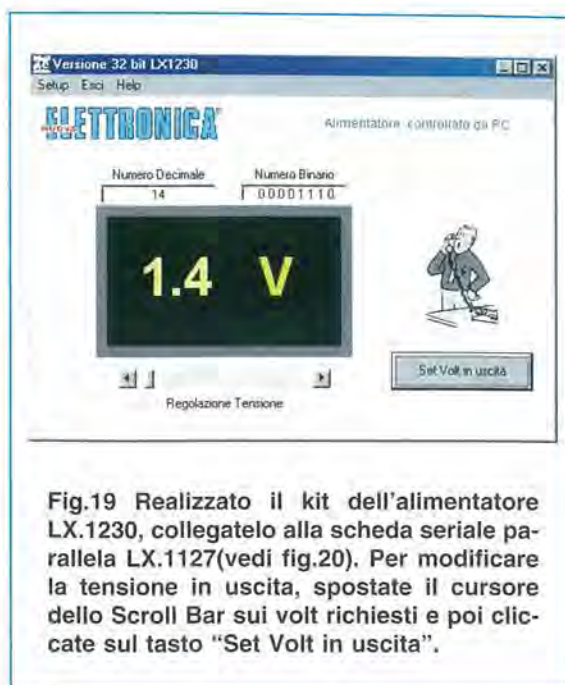 Versione 32 bit LX1230
Setup Esci Help
NUOVA ELETTRONICA
Alimentatore controllato da PC
Numero Decimale Numero Binario
14 00001110
1.4 V
Set Volt in uscita
Regolazione Tensione
Fig.19 Realizzato il kit dell'alimentatore
LX.1230, collegatelo alla scheda seriale pa-
rallela LX.1127(vedi fig.20). Per modificare
la tensione in uscita, spostate il cursore
dello Scroll Bar sui volt richiesti e poi clic-
cate sul tasto “Set Volt in uscita”.